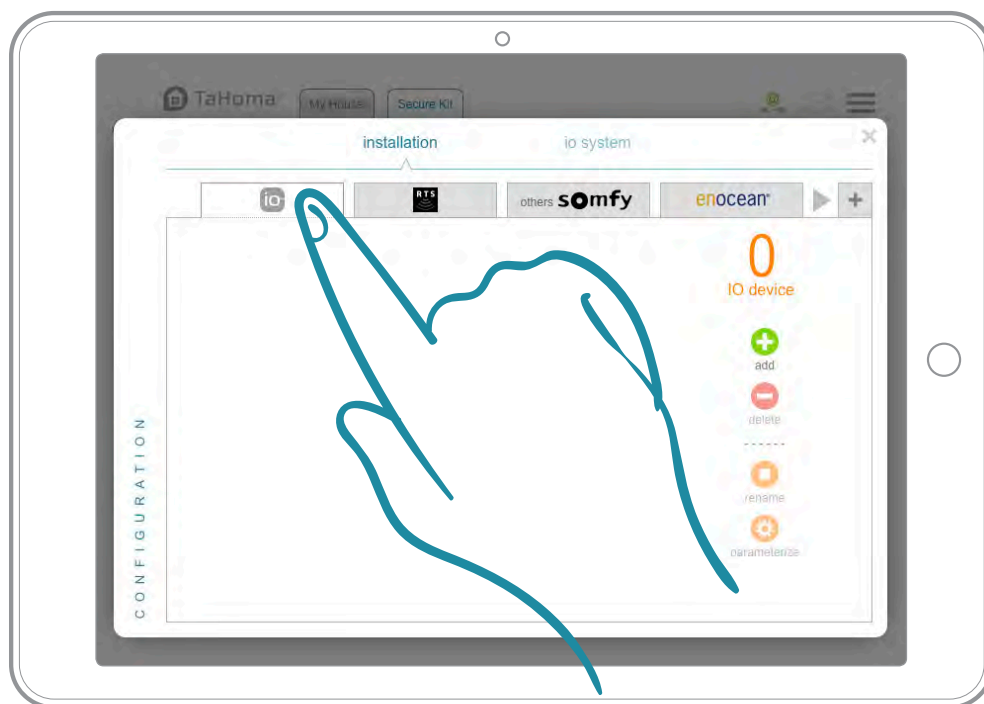 TaHoma
My House
Secure Kit
installation
io system
io
RTS
others somfy
enocean
0
IO device
add
delete
rename
parameterize
CONFIGURATION